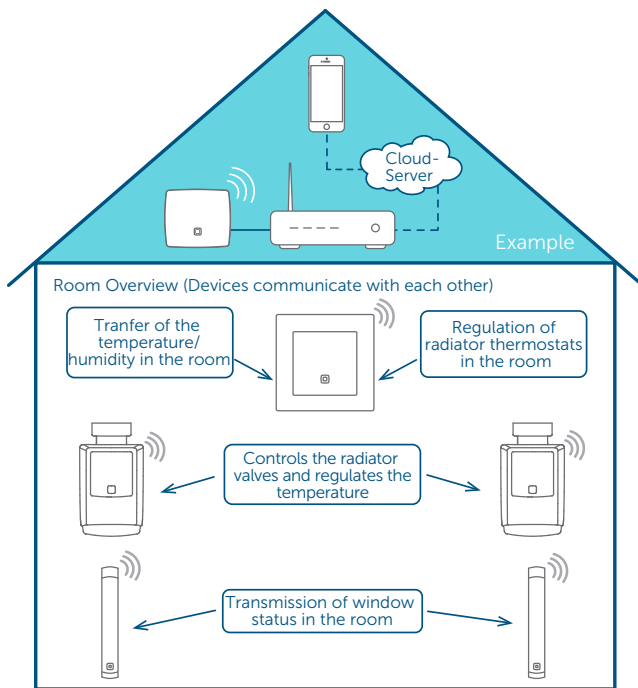 Cloud-
Server
Example
Room Overview (Devices communicate with each other)
Tranfer of the
temperature/
humidity in the room
Regulation of
radiator thermostats
in the room
Controls the radiator
valves and regulates the
temperature
Transmission of window
status in the room